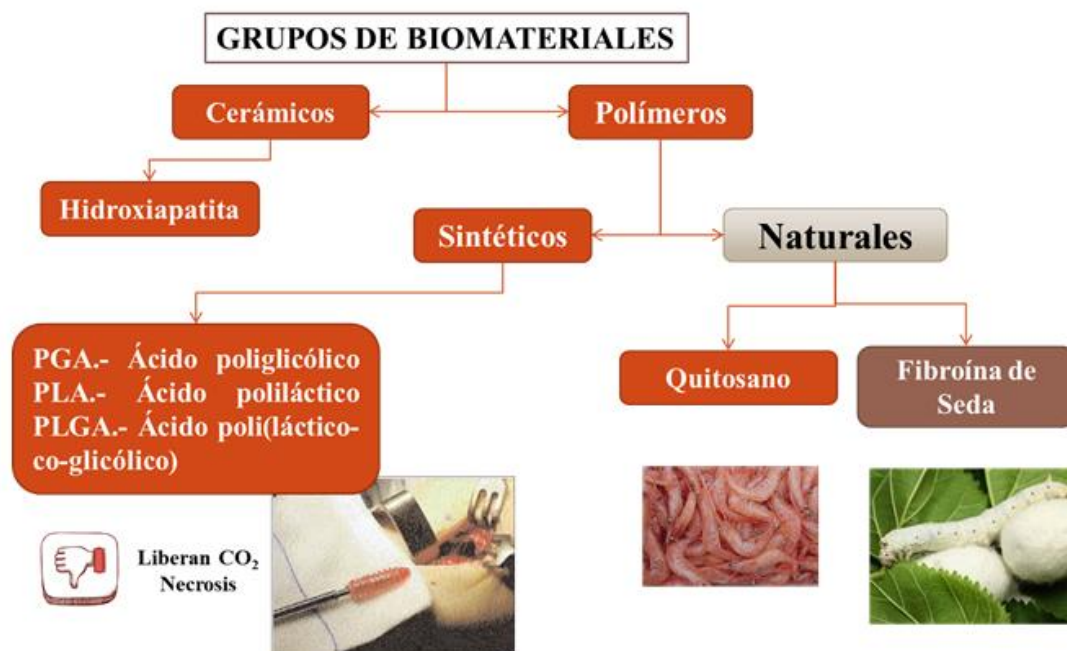 GRUPOS DE BIOMATERIALES
Cerámicos
Polímeros
Hidroxiapatita
Sintéticos
Naturales
PGA.- Ácido poliglicólico
PLA.- Ácido poliláctico
PLGA.- Ácido poli(láctico-
co-glicólico)
Quitosano
Fibroína de
Seda
Liberan CO₂
Necrosis